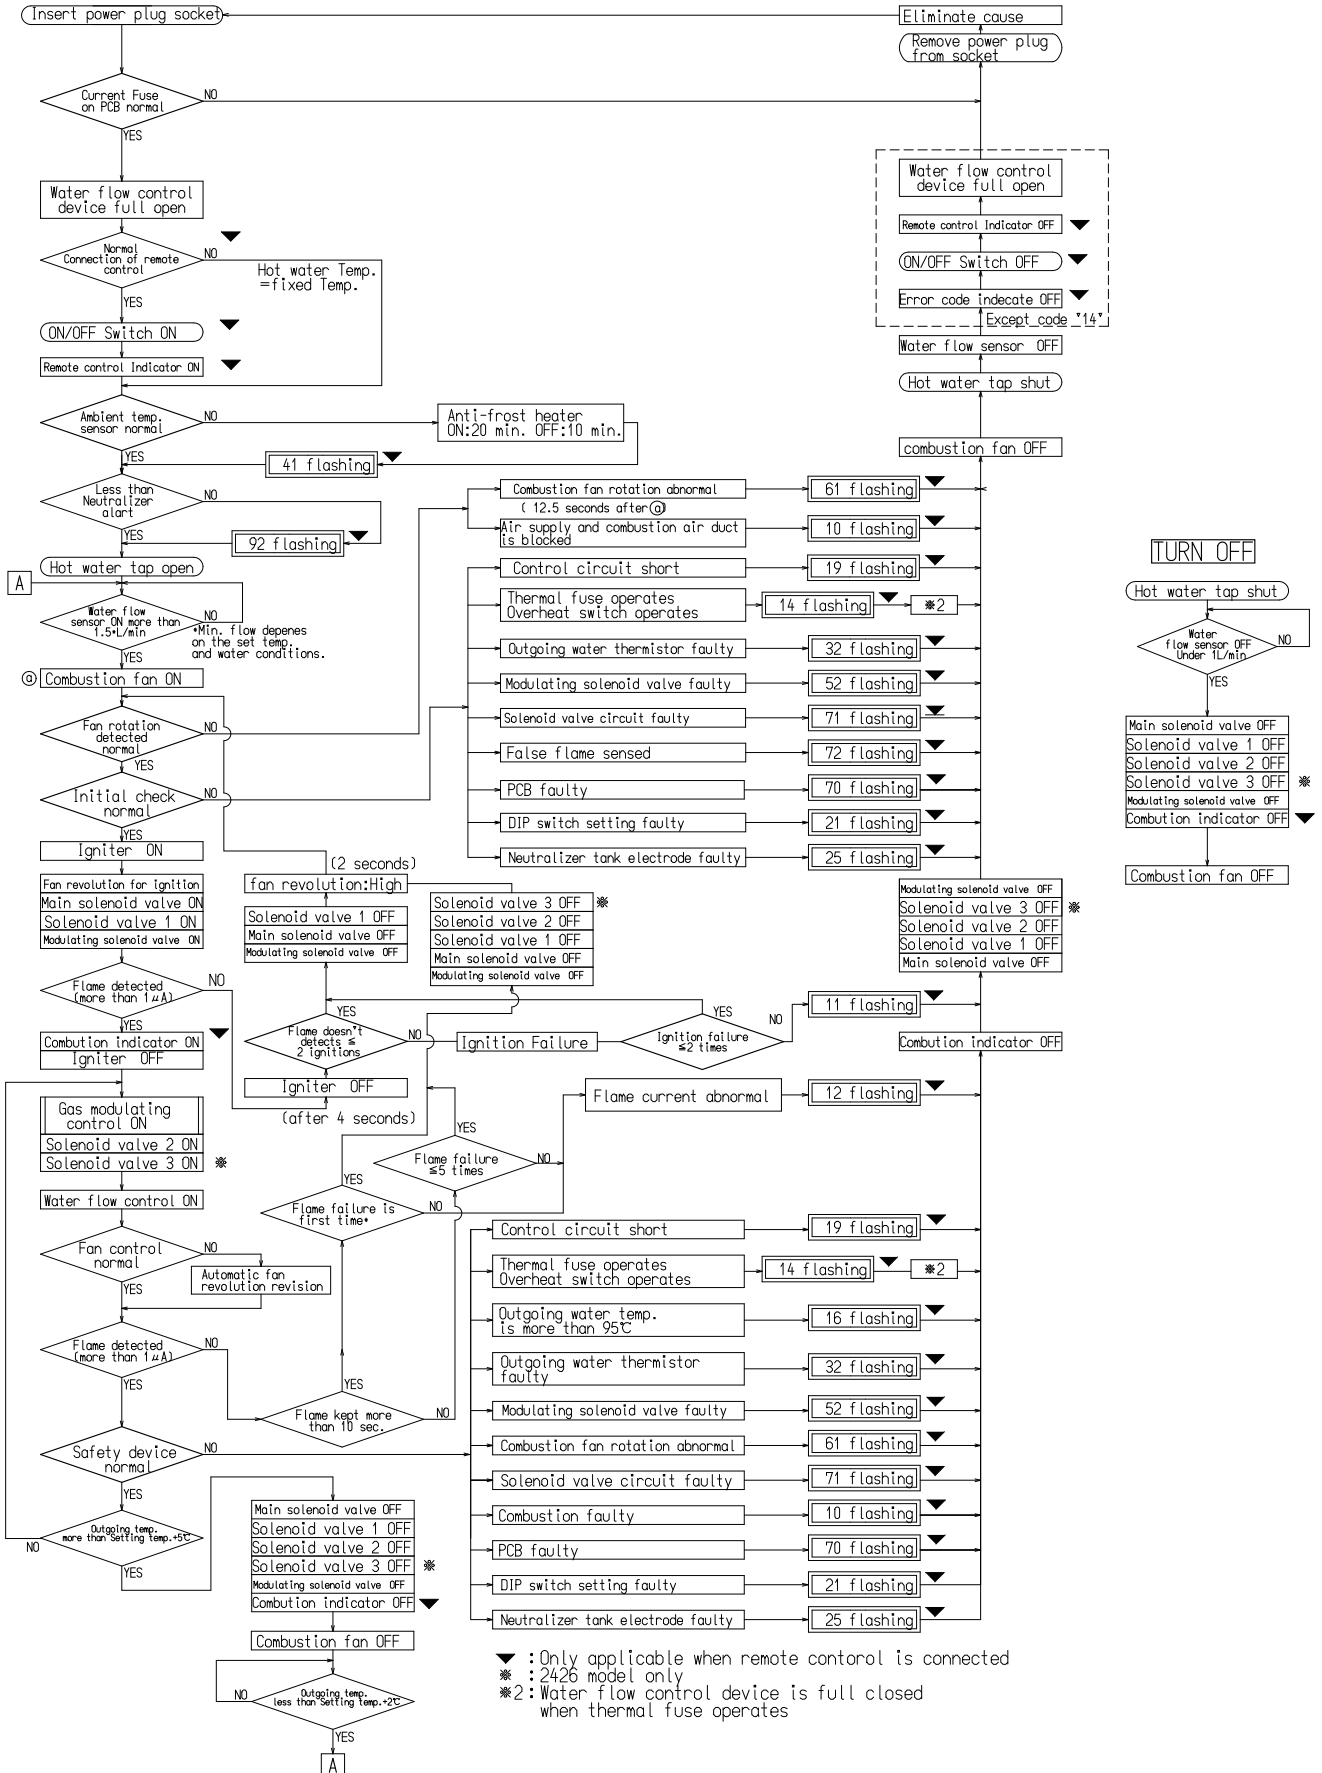 Insert power plug socket
Eliminate cause
Remove power plug
from socket
Current Fuse
on PCB normal
NO
YES
Water flow control
device full open
Normal
Connection of remote
control
▼
NO
Hot water Temp.
=fixed Temp.
YES
ON/OFF Switch ON
▼
Remote control Indicator ON
▼
Water flow control
device full open
Remote control Indicator OFF ▼
ON/OFF Switch OFF ▼
Error code indecate OFF ▼
Except code "14"
Water flow sensor OFF
Hot water tap shut
combustion fan OFF
Ambient temp.
sensor normal
NO
Anti-frost heater
ON:20 min. OFF:10 min.
YES
41 flashing ▼
Less than
Neutralizer
alart
NO
YES
92 flashing ▼
Hot water tap open
A
Water flow
sensor ON more than
1.5*L/min
NO
*Min. flow depenes
on the set temp.
and water conditions.
YES
@ Combustion fan ON
Fan rotation
detected
normal
NO
YES
Initial check
normal
NO
YES
Igniter ON
Combustion fan rotation abnormal
61 flashing ▼
( 12.5 seconds after @)
Air supply and combustion air duct
is blocked
10 flashing ▼
Control circuit short
19 flashing ▼
Thermal fuse operates
Overheat switch operates
14 flashing ▼
※2
Outgoing water thermistor faulty
32 flashing ▼
Modulating solenoid valve faulty
52 flashing ▼
Solenoid valve circuit faulty
71 flashing ▼
False flame sensed
72 flashing ▼
PCB faulty
70 flashing ▼
DIP switch setting faulty
21 flashing ▼
Neutralizer tank electrode faulty
25 flashing ▼
TURN OFF
Hot water tap shut
Water
flow sensor OFF
Under 1L/min
NO
YES
Main solenoid valve OFF
Solenoid valve 1 OFF
Solenoid valve 2 OFF
Solenoid valve 3 OFF ※
Modulating solenoid valve OFF
Combution indicator OFF ▼
Combustion fan OFF
Fan revolution for ignition
Main solenoid valve ON
Solenoid valve 1 ON
Modulating solenoid valve ON
(2 seconds)
fan revolution:High
Solenoid valve 1 OFF
Main solenoid valve OFF
Modulating solenoid valve OFF
Solenoid valve 3 OFF ※
Solenoid valve 2 OFF
Solenoid valve 1 OFF
Main solenoid valve OFF
Modulating solenoid valve OFF
Modulating solenoid valve OFF
Solenoid valve 3 OFF ※
Solenoid valve 2 OFF
Solenoid valve 1 OFF
Main solenoid valve OFF
Flame detected
(more than 1μA)
NO
YES
Combution indicator ON
▼
Igniter OFF
YES
Flame doesn't
detects ≦
2 ignitions
NO
Ignition Failure
YES
Ignition failure
≦2 times
NO
11 flashing ▼
Combution indicator OFF
Igniter OFF
(after 4 seconds)
Flame current abnormal
12 flashing ▼
Gas modulating
control ON
Solenoid valve 2 ON
Solenoid valve 3 ON ※
YES
Flame failure
≦5 times
NO
YES
Flame failure is
first time*
NO
Water flow control ON
Fan control
normal
NO
Automatic fan
revolution revision
YES
Flame detected
(more than 1μA)
NO
YES
YES
Flame kept more
than 10 sec.
NO
Safety device
normal
NO
YES
Outgoing temp.
more than Setting temp.+5℃
NO
YES
Control circuit short
19 flashing ▼
Thermal fuse operates
Overheat switch operates
14 flashing ▼
※2
Outgoing water temp.
is more than 95℃
16 flashing ▼
Outgoing water thermistor
faulty
32 flashing ▼
Modulating solenoid valve faulty
52 flashing ▼
Combustion fan rotation abnormal
61 flashing ▼
Solenoid valve circuit faulty
71 flashing ▼
Combustion faulty
10 flashing ▼
PCB faulty
70 flashing ▼
DIP switch setting faulty
21 flashing ▼
Neutralizer tank electrode faulty
25 flashing ▼
Main solenoid valve OFF
Solenoid valve 1 OFF
Solenoid valve 2 OFF
Solenoid valve 3 OFF ※
Modulating solenoid valve OFF
Combution indicator OFF ▼
Combustion fan OFF
Outgoing temp.
less than Setting temp.+2℃
NO
YES
A
▼ :Only applicable when remote contorol is connected
※ :2426 model only
※2:Water flow control device is full closed
when thermal fuse operates